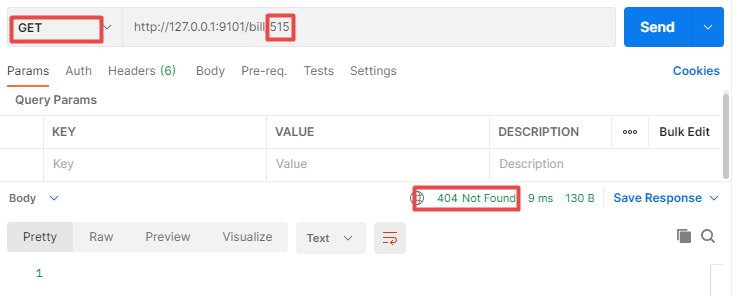 GET http://127.0.0.1:9101/bill/515 Send
Params Auth Headers (6) Body Pre-req. Tests Settings Cookies
Query Params
KEY VALUE DESCRIPTION ooo Bulk Edit
Key Value Description
Body 404 Not Found 9 ms 130 B Save Response
Pretty Raw Preview Visualize Text
1